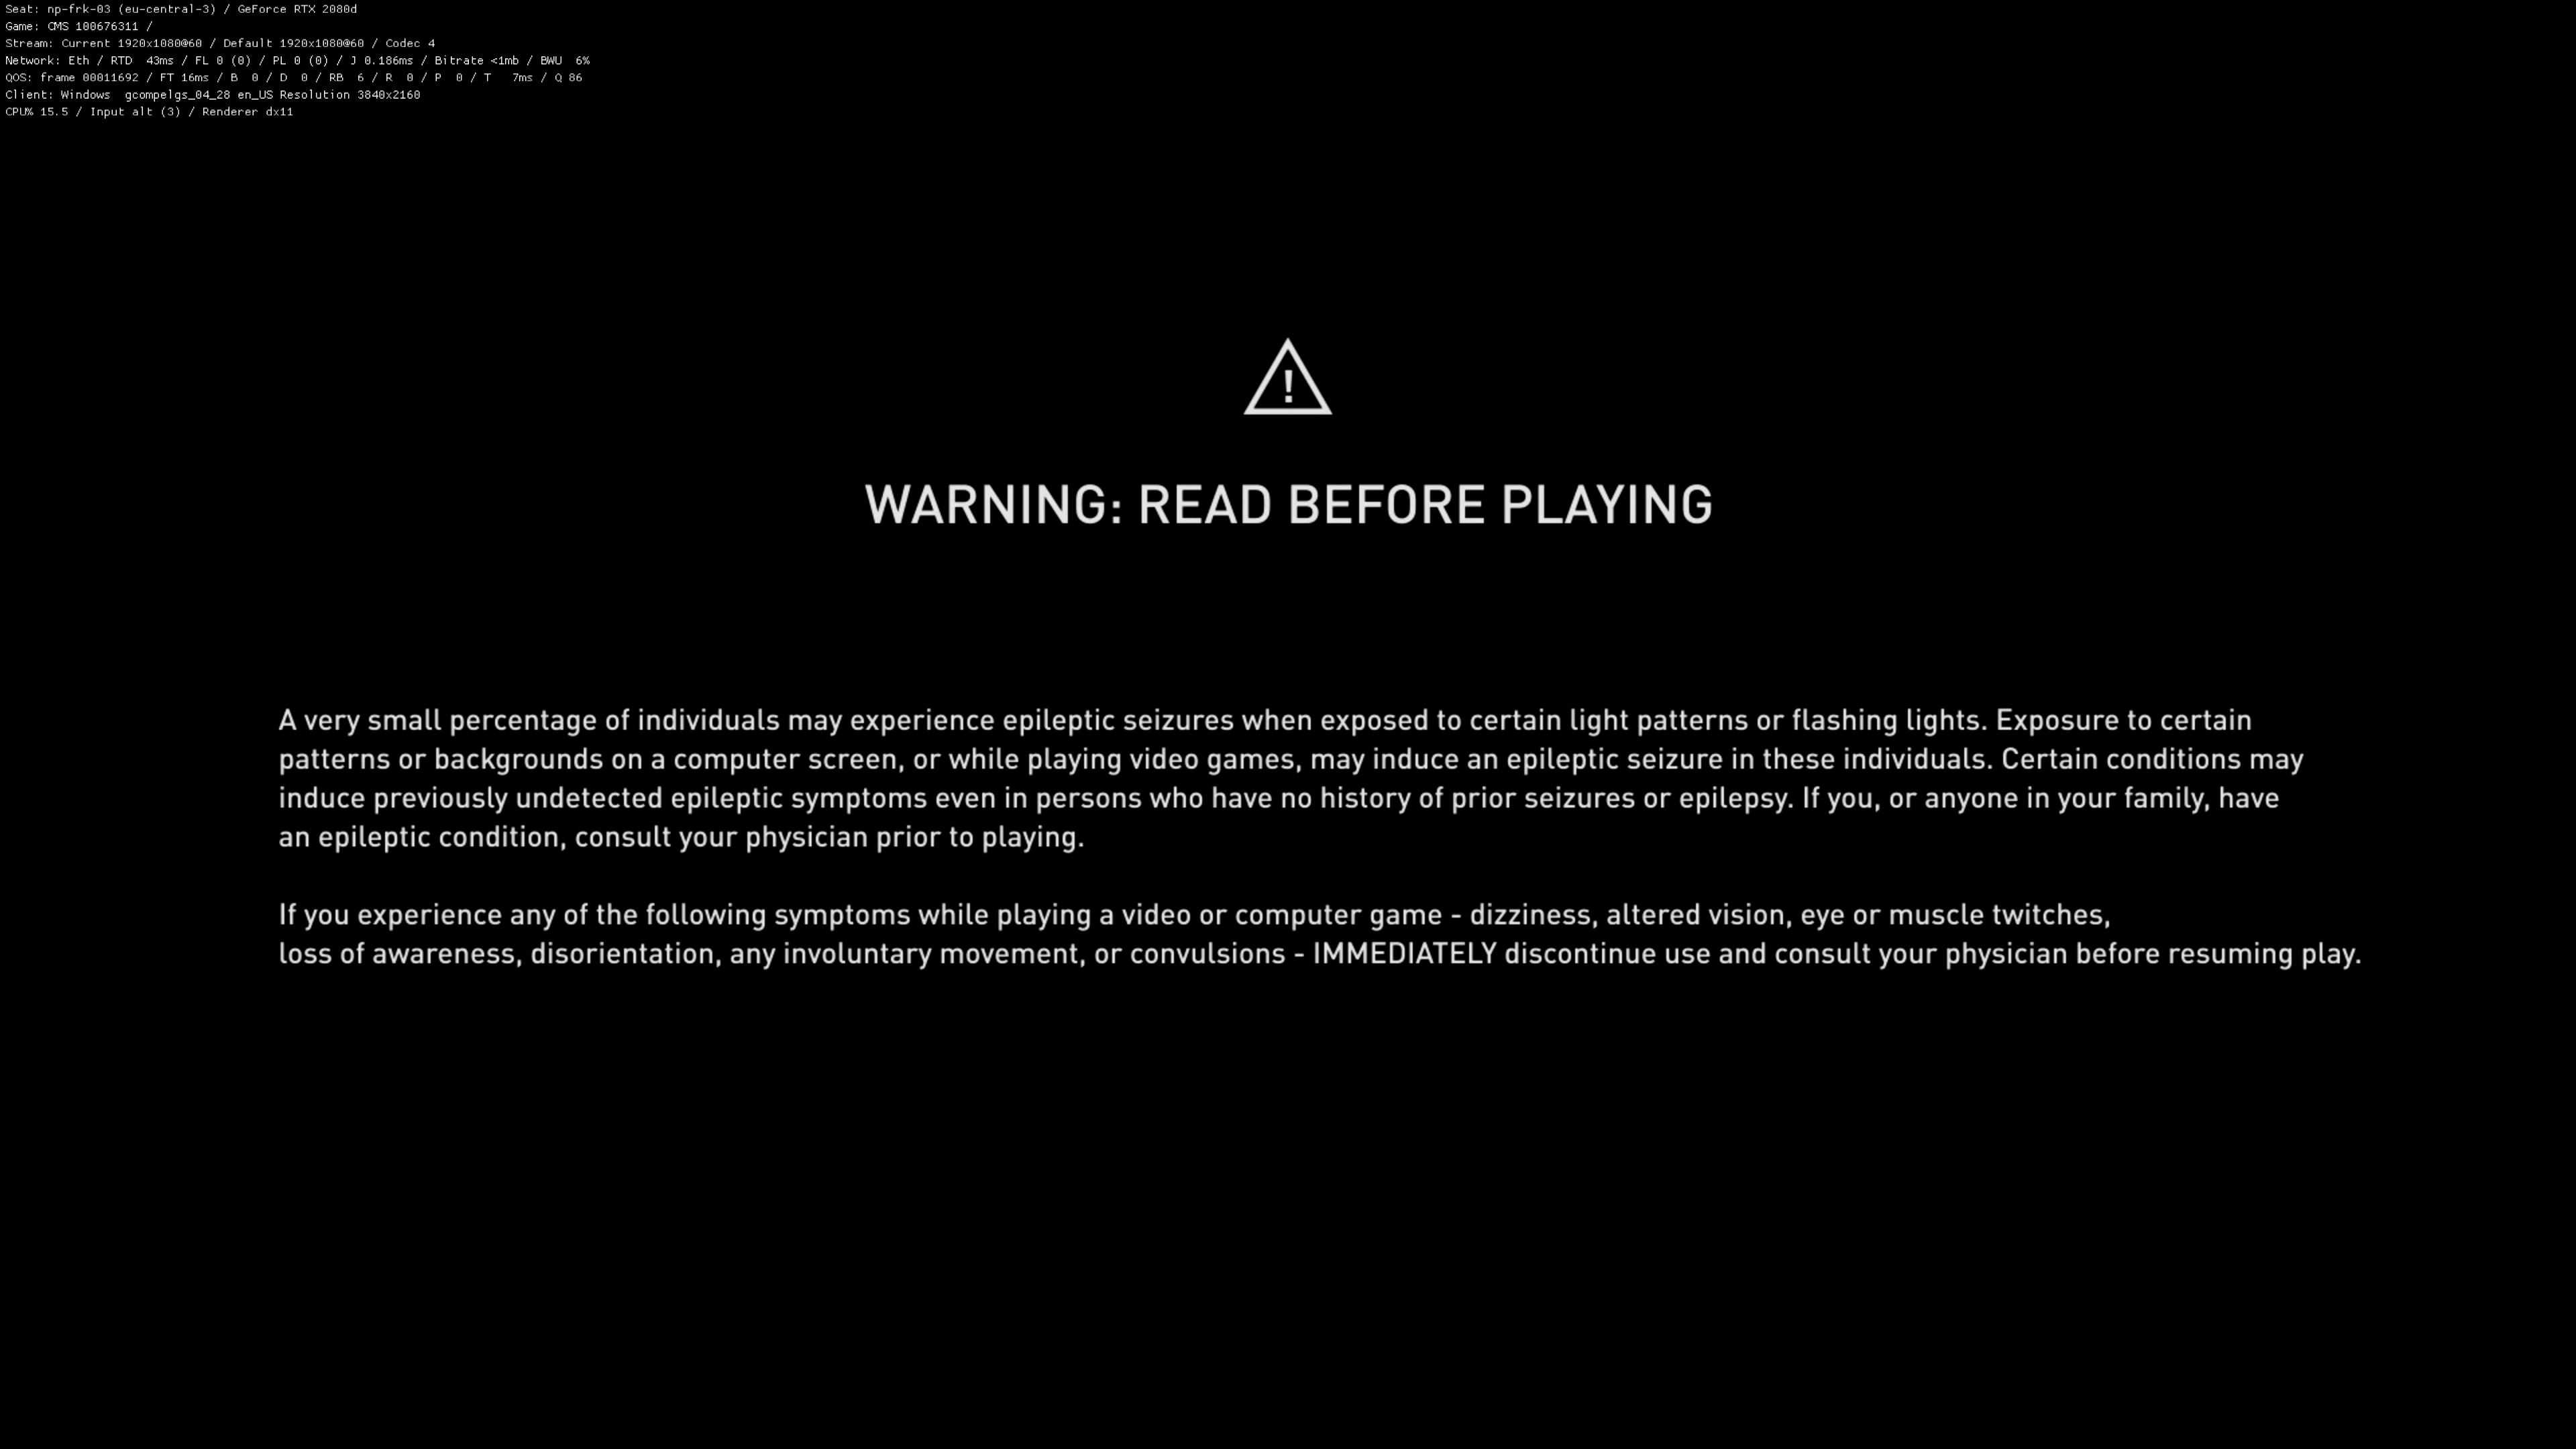 Seat: np-frk-03 (eu-central-3) / GeForce RTX 2080d
Game: CMS 100676311 /
Stream: Current 1920x1080@60 / Default 1920x1080@60 / Codec 4
Network: Eth / RTD 43ms / FL 0 (0) / PL 0 (0) / J 0.186ms / Bitrate <1mb / BWU 6%
QOS: frame 00011692 / FT 16ms / B 0 / D 0 / RB 6 / R 0 / P 0 / T 7ms / Q 86
Client: Windows gcompelgs_04_28 en_US Resolution 3840x2160
CPU% 15.5 / Input alt (3) / Renderer dx11
!
WARNING: READ BEFORE PLAYING
A very small percentage of individuals may experience epileptic seizures when exposed to certain light patterns or flashing lights. Exposure to certain
patterns or backgrounds on a computer screen, or while playing video games, may induce an epileptic seizure in these individuals. Certain conditions may
induce previously undetected epileptic symptoms even in persons who have no history of prior seizures or epilepsy. If you, or anyone in your family, have
an epileptic condition, consult your physician prior to playing.
If you experience any of the following symptoms while playing a video or computer game - dizziness, altered vision, eye or muscle twitches,
loss of awareness, disorientation, any involuntary movement, or convulsions - IMMEDIATELY discontinue use and consult your physician before resuming play.